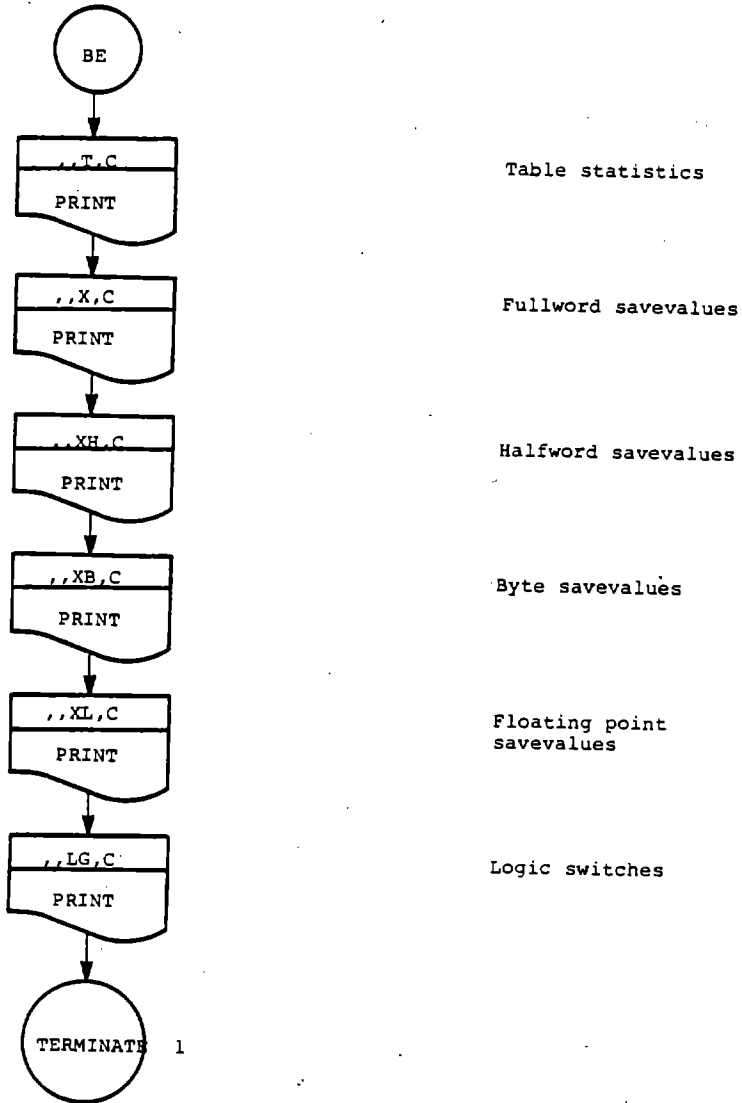 BE
,,T,C
PRINT
Table statistics
,,X,C
PRINT
Fullword savevalues
,,XH,C
PRINT
Halfword savevalues
,,XB,C
PRINT
Byte savevalues
,,XL,C
PRINT
Floating point
savevalues
,,LG,C
PRINT
Logic switches
TERMINATE 1